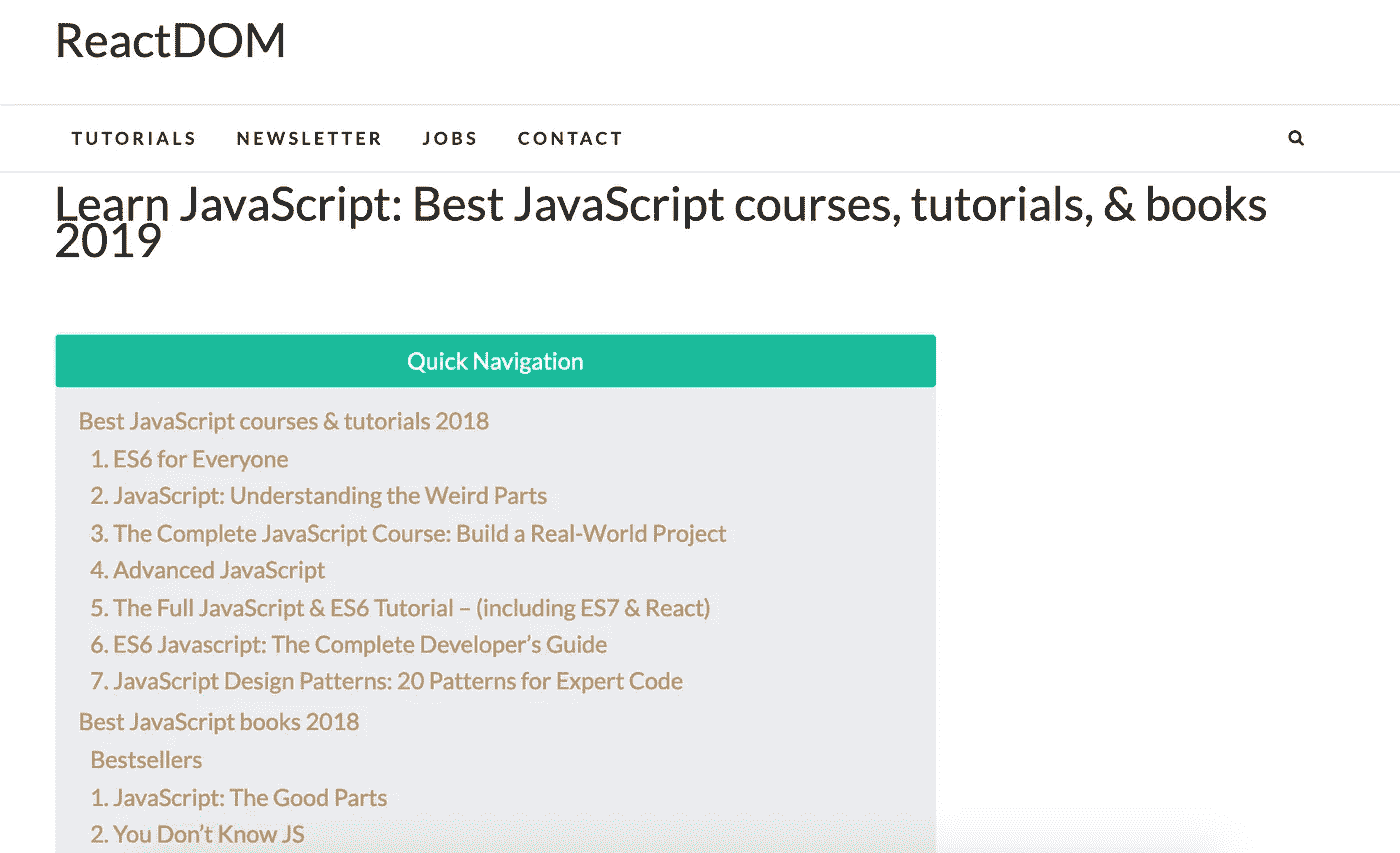 ReactDOM
TUTORIALS NEWSLETTER JOBS CONTACT
Learn JavaScript: Best JavaScript courses, tutorials, & books
2019
Quick Navigation
Best JavaScript courses & tutorials 2018
1. ES6 for Everyone
2. JavaScript: Understanding the Weird Parts
3. The Complete JavaScript Course: Build a Real-World Project
4. Advanced JavaScript
5. The Full JavaScript & ES6 Tutorial – (including ES7 & React)
6. ES6 Javascript: The Complete Developer’s Guide
7. JavaScript Design Patterns: 20 Patterns for Expert Code
Best JavaScript books 2018
Bestsellers
1. JavaScript: The Good Parts
2. You Don’t Know JS